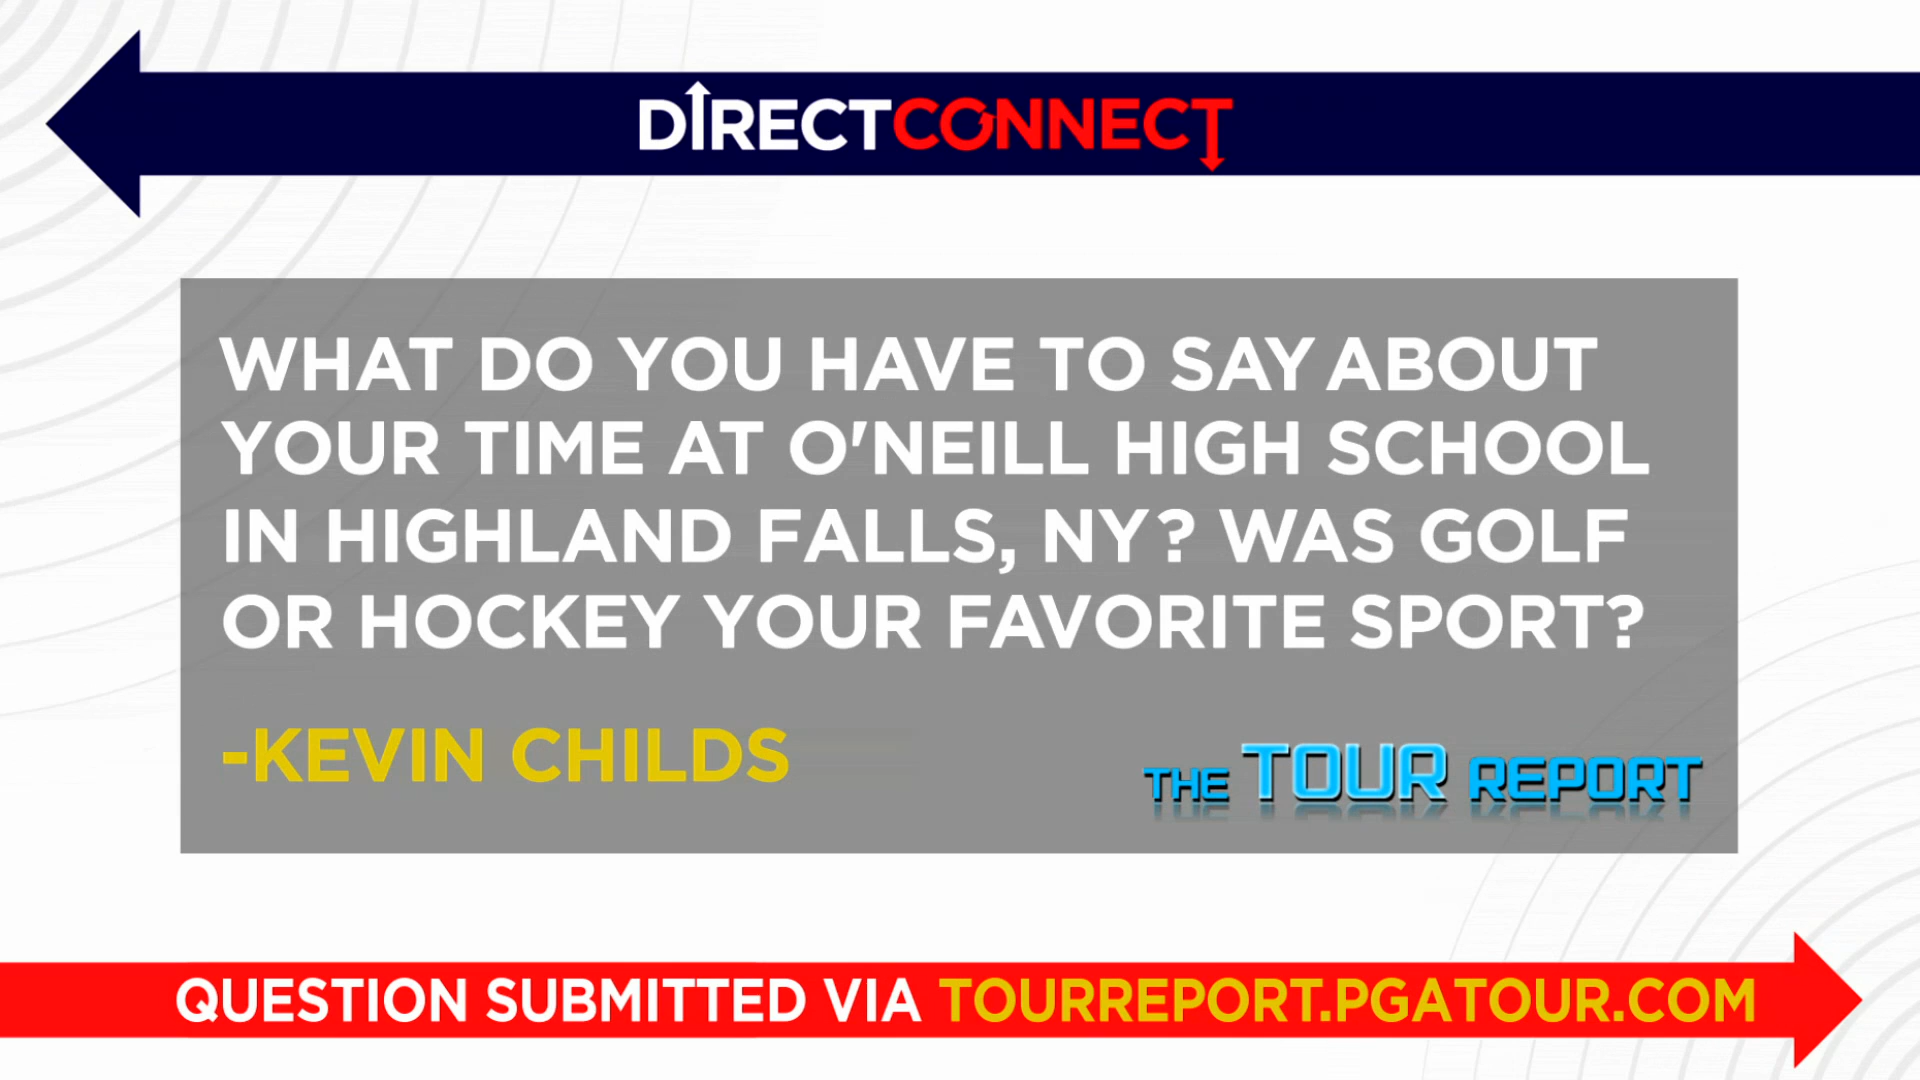 DIRECTCONNECT
WHAT DO YOU HAVE TO SAY ABOUT
YOUR TIME AT O'NEILL HIGH SCHOOL
IN HIGHLAND FALLS, NY? WAS GOLF
OR HOCKEY YOUR FAVORITE SPORT?
-KEVIN CHILDS
THE TOUR REPORT
QUESTION SUBMITTED VIA TOURREPORT.PGATOUR.COM